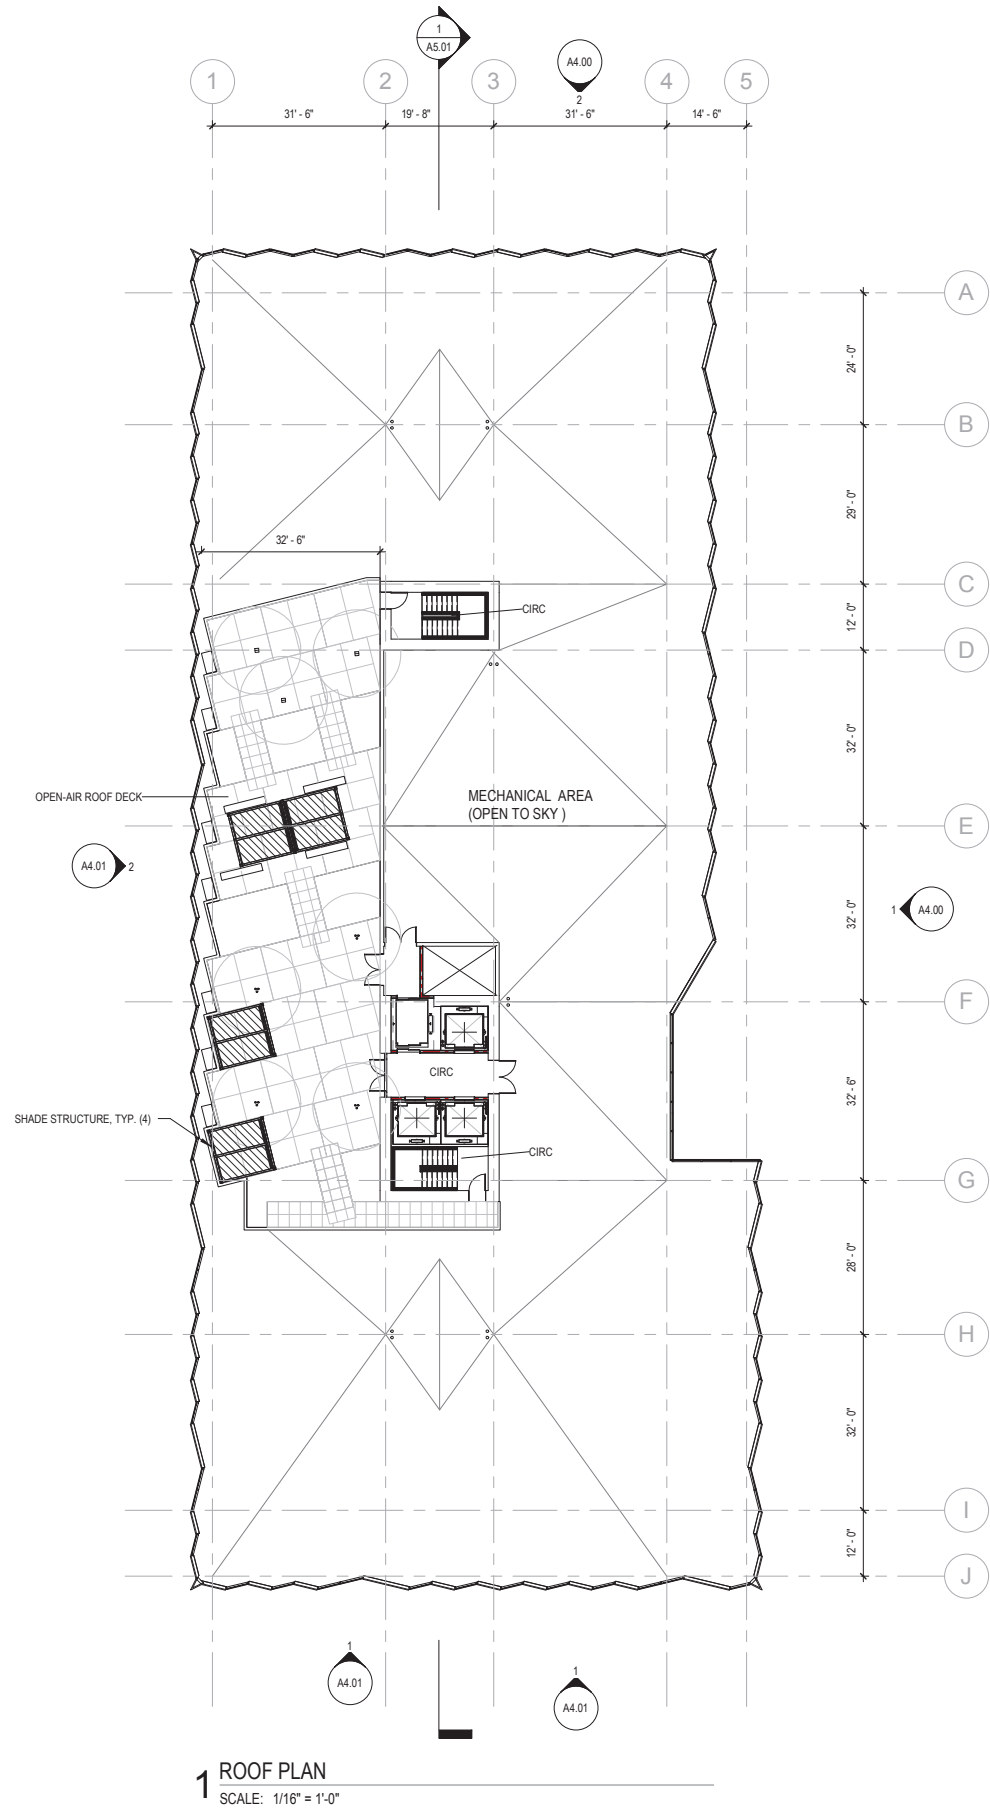 1
A5.01
A4.00
2
1
2
3
4
5
31' - 6"
19' - 8"
31' - 6"
14' - 6"
A
24' - 0"
B
29' - 0"
32' - 6"
C
CIRC
12' - 0"
D
32' - 0"
OPEN-AIR ROOF DECK
MECHANICAL AREA
(OPEN TO SKY )
E
A4.01
2
32' - 0"
1
A4.00
F
CIRC
32' - 6"
SHADE STRUCTURE, TYP. (4)
CIRC
G
28' - 0"
H
32' - 0"
I
12' - 0"
J
1
A4.01
1
A4.01
1
ROOF PLAN
SCALE: 1/16" = 1'-0"